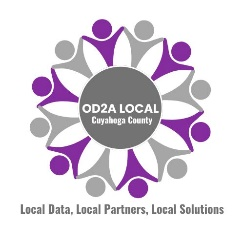 OD2A LOCAL
Cuyahoga County
Local Data, Local Partners, Local Solutions